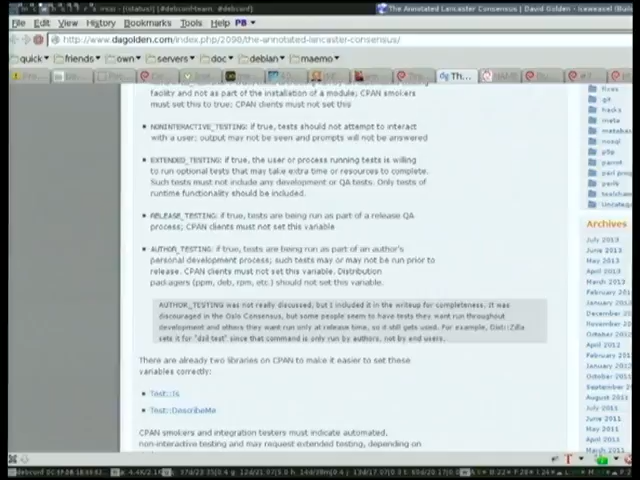 The Annotated Lancaster Consensus | David Golden - Iceweasel
File Edit View History Bookmarks Tools Help PB
http://www.dagolden.com/index.php/2098/the-annotated-lancaster-consensus/
quick friends own servers doc debian maemo
facility and not as part of the installation of a module; CPAN smokers
must set this to true; CPAN clients must not set this
NONINTERACTIVE_TESTING: if true, tests should not attempt to interact
with a user; output may not be seen and prompts will not be answered
EXTENDED_TESTING: if true, the user or process running tests is willing
to run optional tests that may take extra time or resources to complete.
Such tests must not include any development or QA tests. Only tests of
runtime functionality should be included.
RELEASE_TESTING: if true, tests are being run as part of a release QA
process; CPAN clients must not set this variable
AUTHOR_TESTING: if true, tests are being run as part of an author's
personal development process; such tests may or may not be run prior to
release. CPAN clients must not set this variable. Distribution
packagers (ppm, deb, rpm, etc.) should not set this variable.
AUTHOR_TESTING was not really discussed, but I included it in the writeup for completeness. It was
discouraged in the Oslo Consensus, but some people seem to have tests they want run throughout
development and others they want run only at release time, so it still gets used. For example, Dist::Zilla
sets it for "dzil test" since that command is only run by authors, not by end users.
There are already two libraries on CPAN to make it easier to set these
variables correctly:
Test::Is
Test::DescribeMe
CPAN smokers and integration testers must indicate automated,
non-interactive testing and may request extended testing, depending on
fixes
git
hacks
meta
metabase
nosql
p5p
parrot
perl
perl6
toolchain
Archives
July 2013
June 2013
May 2013
April 2013
March 2013
February
January
December
November
October
April 2012
February
January
October
September
August 2011
July 2011
June 2011
May 2011
April 2011
March 2011